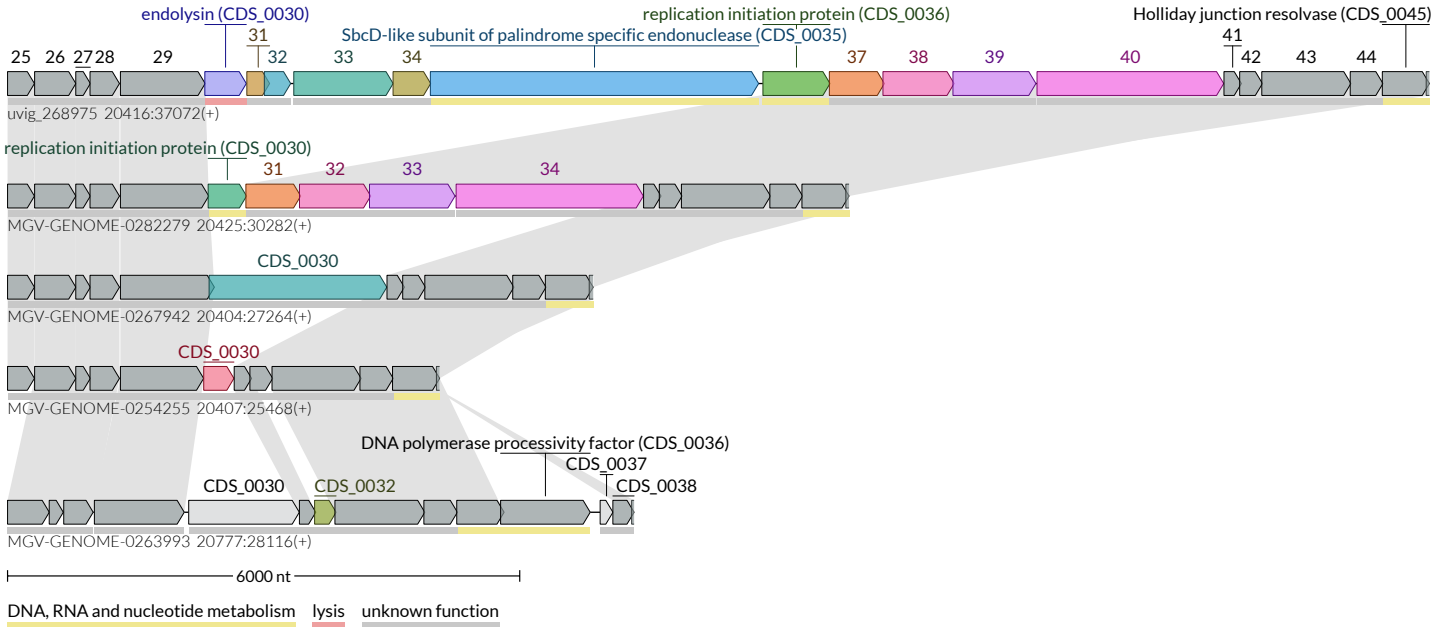 endolysin (CDS_0030) replication initiation protein (CDS_0036) Holliday junction resolvase (CDS_0045)
31 SbcD-like subunit of palindrome specific endonuclease (CDS_0035) 41
25 26 27 28 29 32 33 34 37 38 39 40 42 43 44
uvig_268975 20416:37072(+)
replication initiation protein (CDS_0030)
31 32 33 34
MGV-GENOME-0282279 20425:30282(+)
CDS_0030
MGV-GENOME-0267942 20404:27264(+)
CDS_0030
MGV-GENOME-0254255 20407:25468(+)
DNA polymerase processivity factor (CDS_0036)
CDS_0037
CDS_0030 CDS_0032 CDS_0038
MGV-GENOME-0263993 20777:28116(+)
6000 nt
DNA, RNA and nucleotide metabolism lysis unknown function